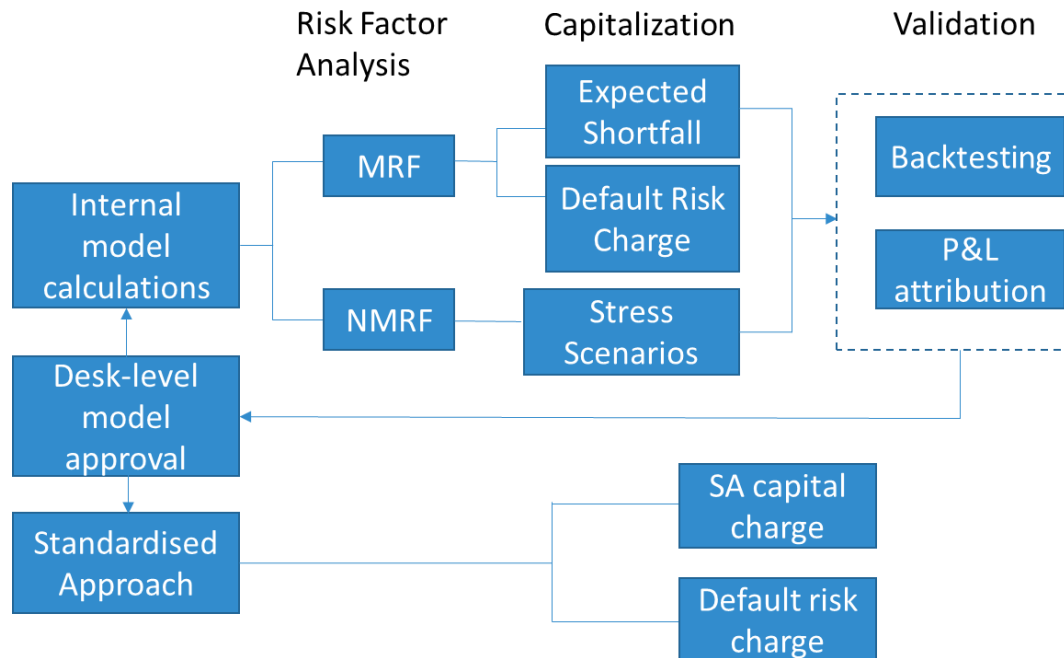 Risk Factor
Analysis
Capitalization
Validation
Expected
Shortfall
MRF
Default Risk
Charge
Backtesting
P&L
attribution
Internal
model
calculations
NMRF
Stress
Scenarios
Desk-level
model
approval
Standardised
Approach
SA capital
charge
Default risk
charge